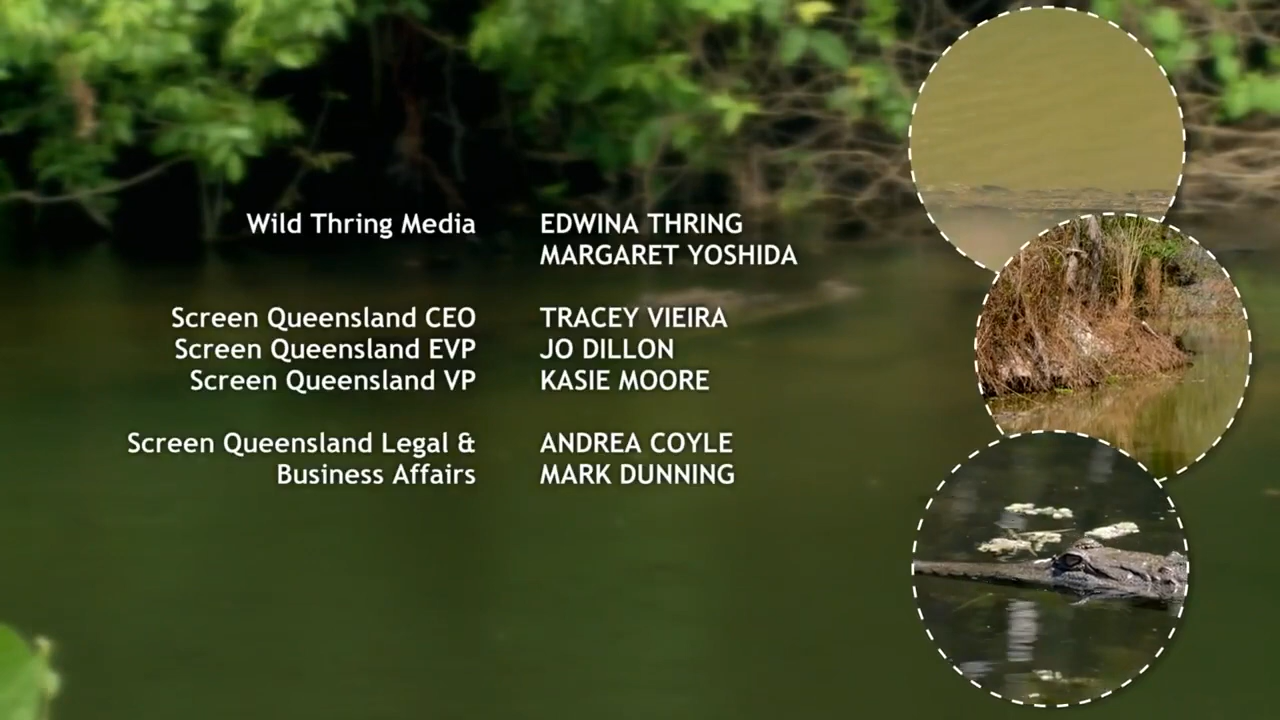 Wild Thring Media EDWINA THRING
MARGARET YOSHIDA
Screen Queensland CEO TRACEY VIEIRA
Screen Queensland EVP JO DILLON
Screen Queensland VP KASIE MOORE
Screen Queensland Legal & ANDREA COYLE
Business Affairs MARK DUNNING